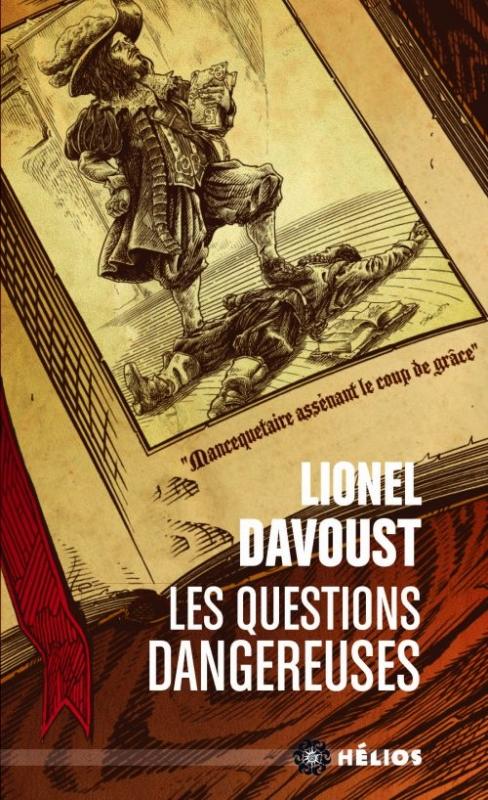 "Mancequetaire assénant le coup de grâce"
LIONEL
DAVOUST
LES QUESTIONS
DANGEREUSES
HÉLIOS